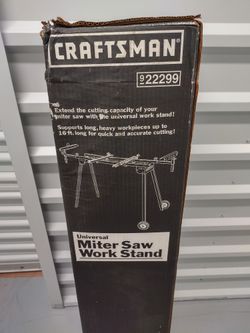 CRAFTSMAN®
9 22299
Extend the cutting capacity of your
miter saw with the universal work stand!
Supports long, heavy workpieces up to
16 ft. long for quick and accurate cutting!
Universal
Miter Saw
Work Stand